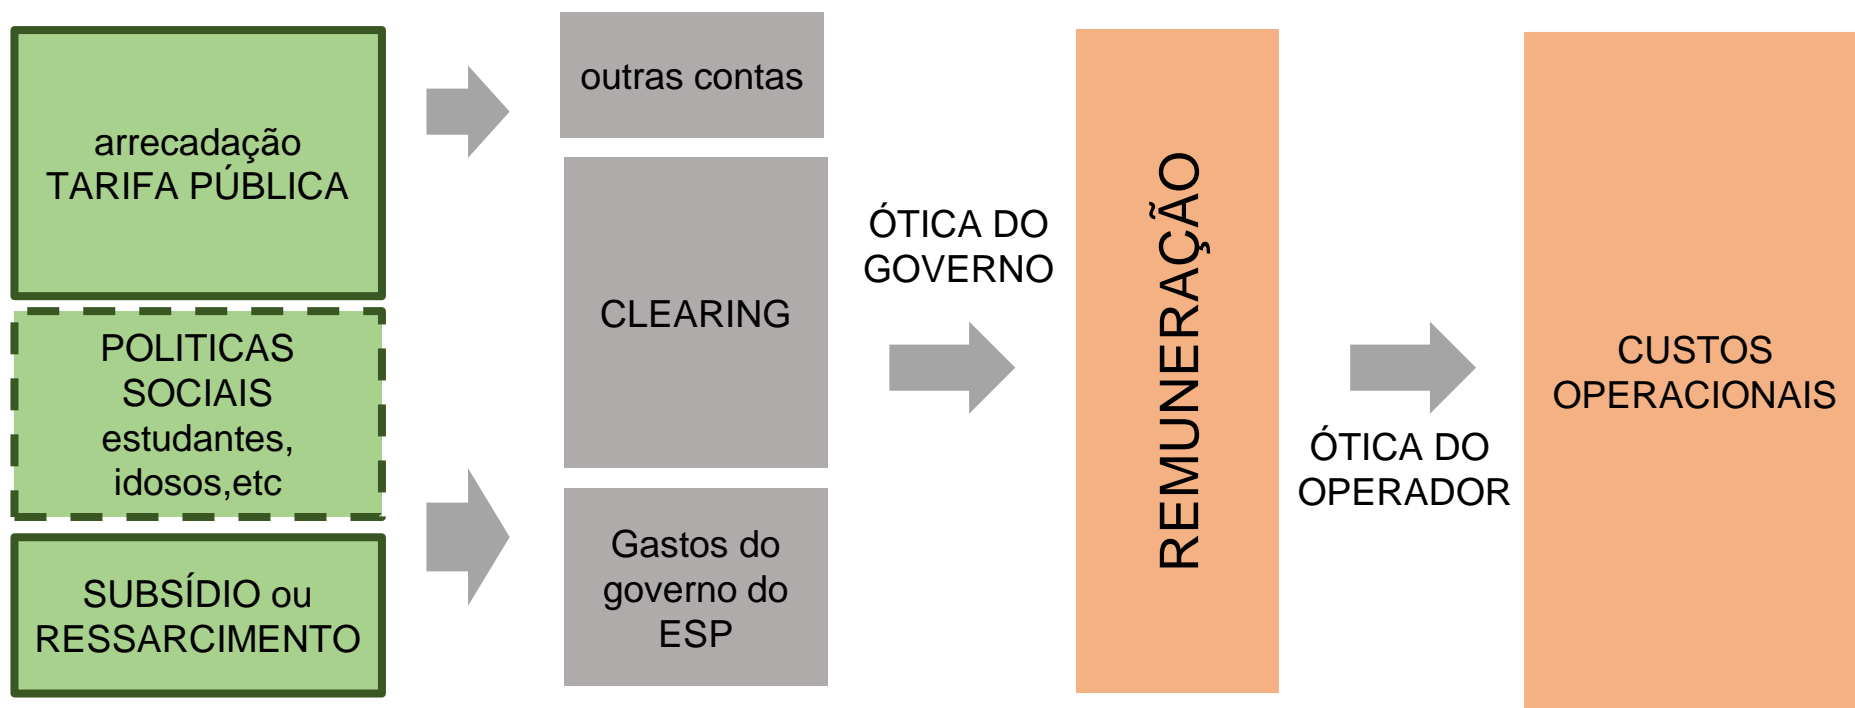 arrecadação
TARIFA PÚBLICA
POLITICAS
SOCIAIS
estudantes,
idosos,etc
SUBSÍDIO ou
RESSARCIMENTO
outras contas
CLEARING
Gastos do
governo do
ESP
ÓTICA DO
GOVERNO
REMUNERAÇÃO
ÓTICA DO
OPERADOR
CUSTOS
OPERACIONAIS